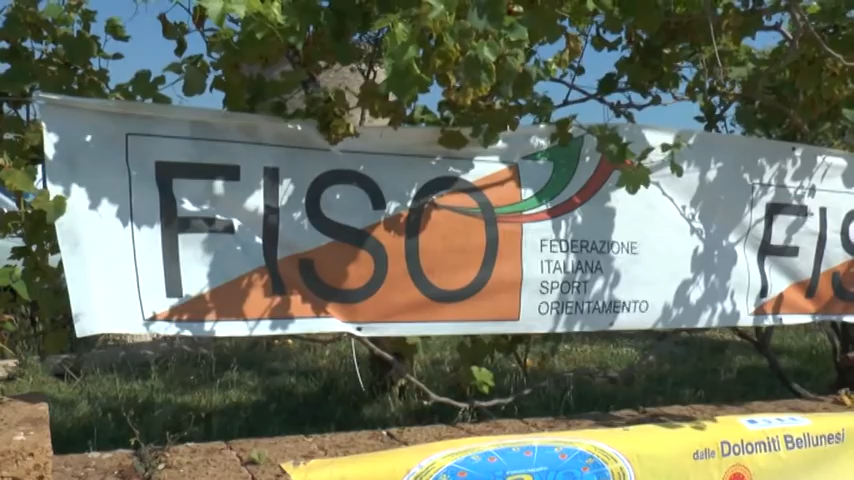 FISO
FEDERAZIONE
ITALIANA
SPORT
ORIENTAMENTO
FIS
dalle Dolomiti Bellunesi